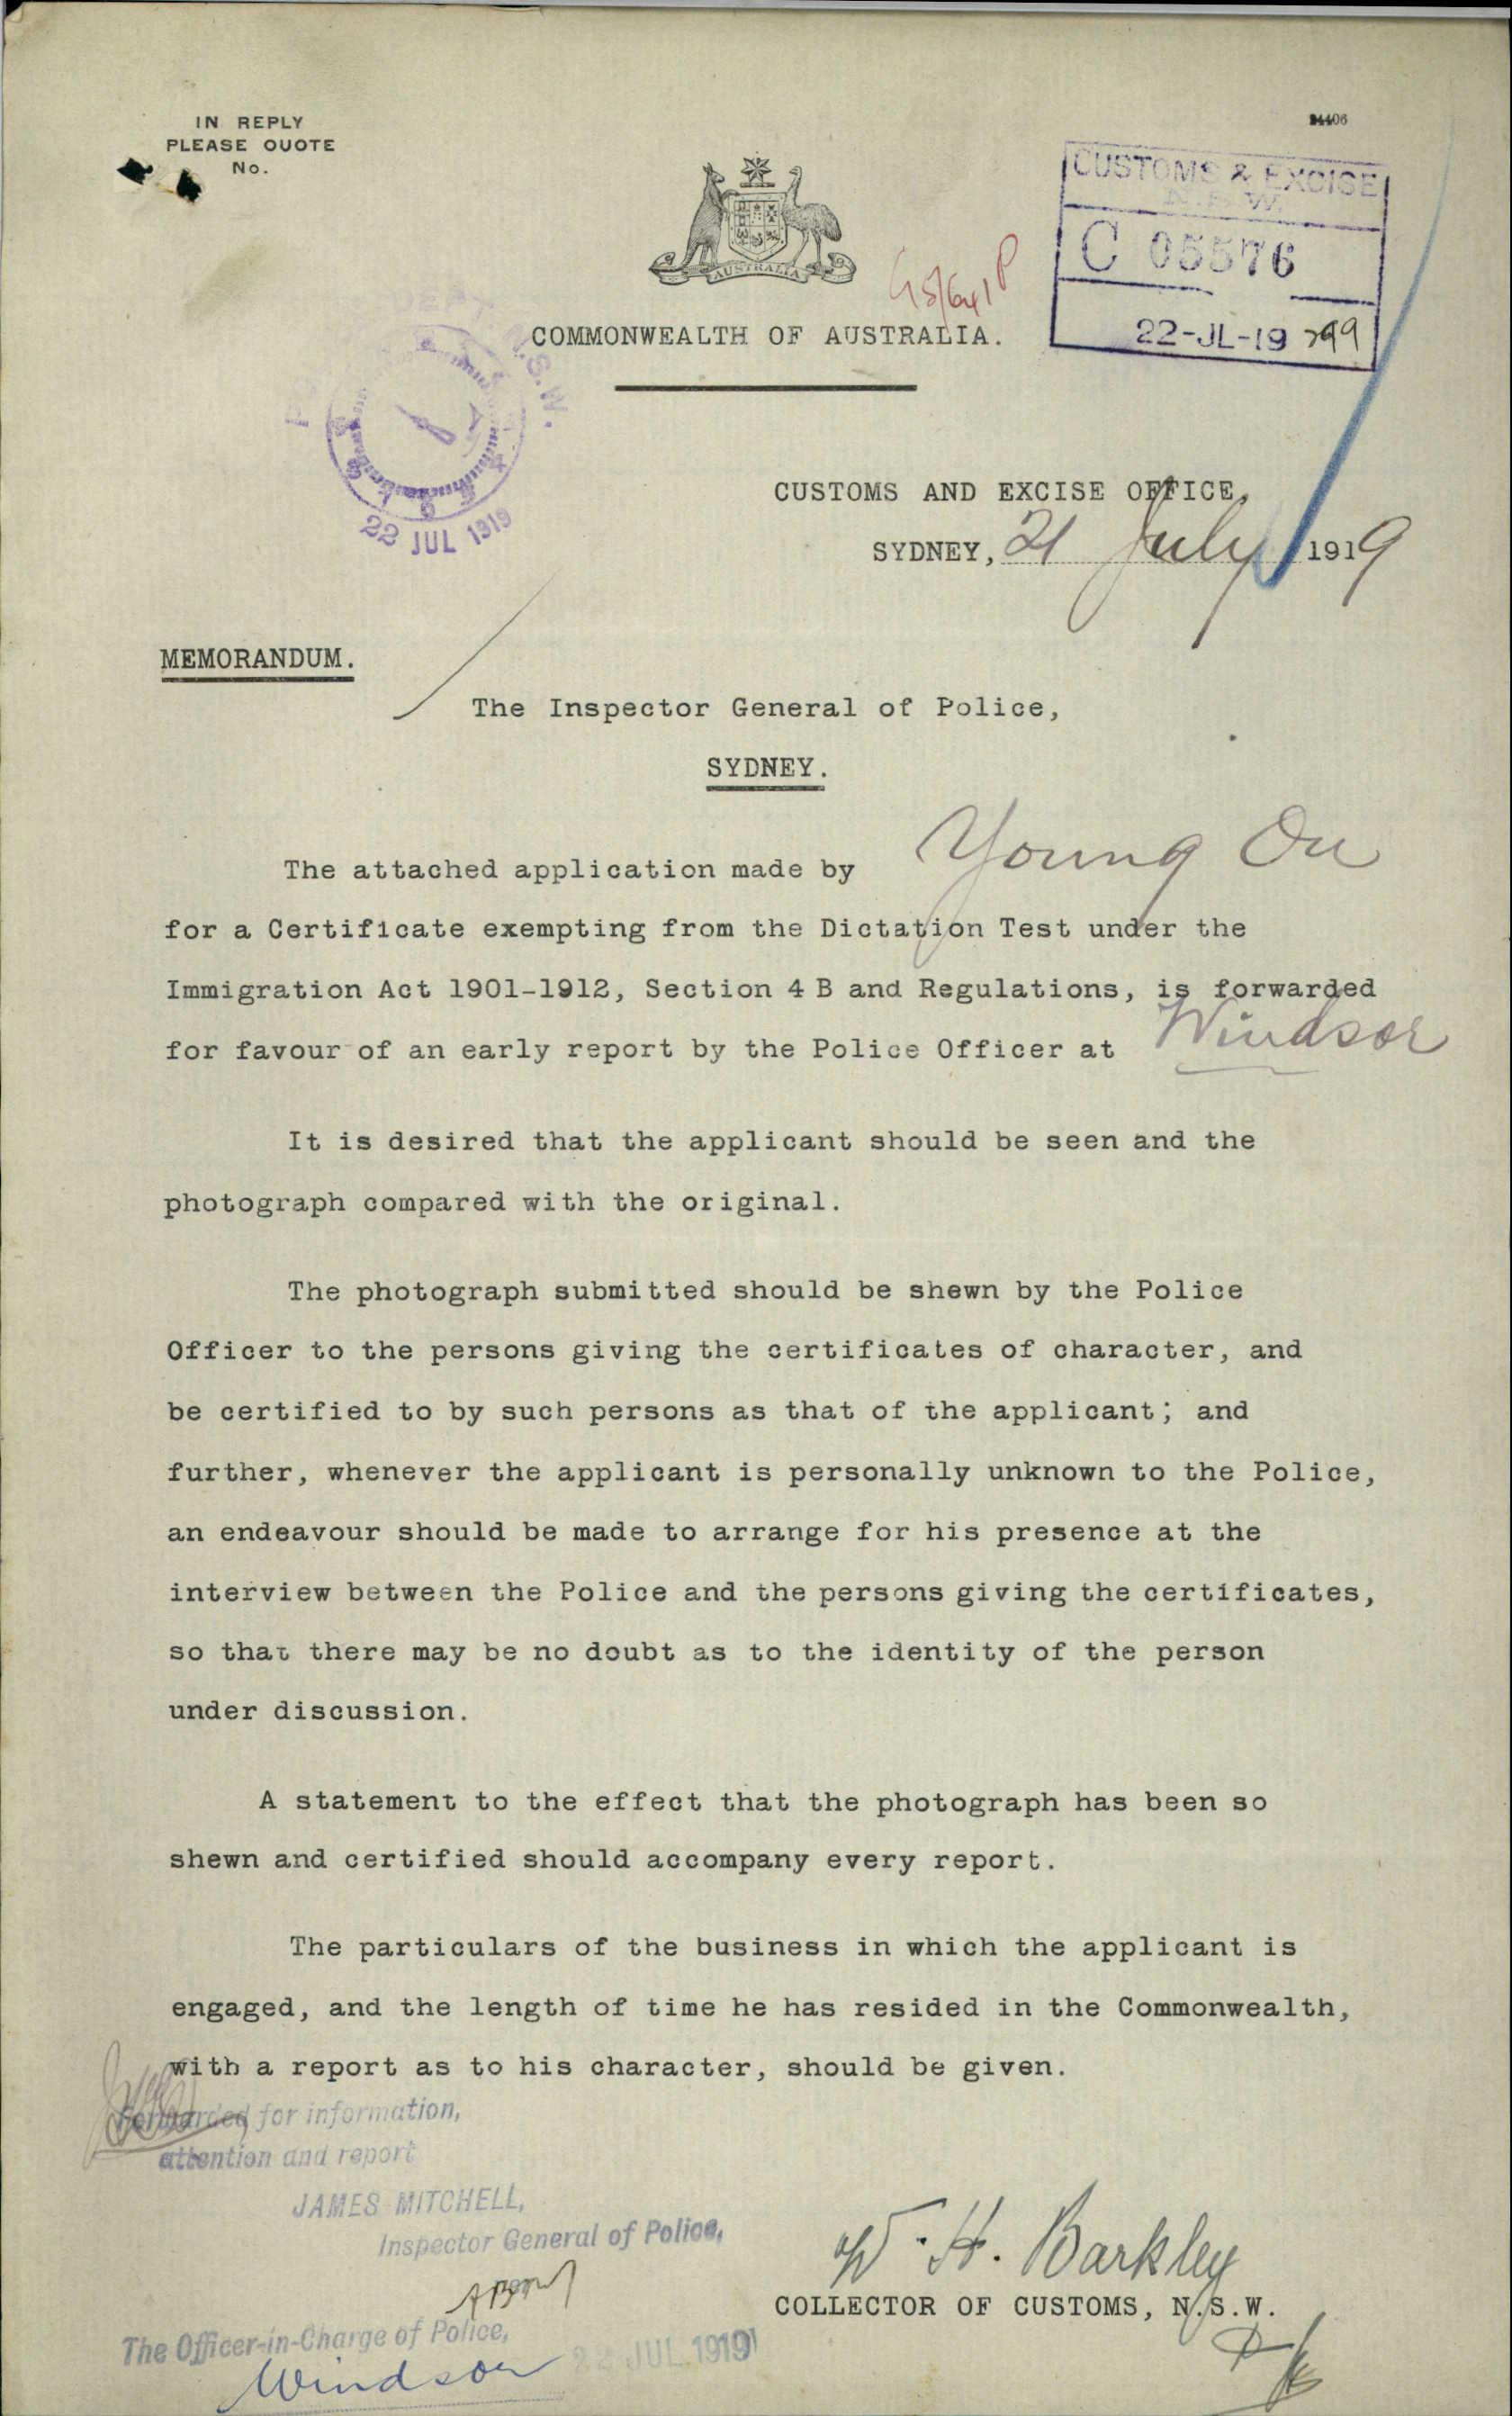 IN REPLY
PLEASE QUOTE
No.
CUSTOMS & EXCISE
N.S.W.
C 05576
22-JL-19 299
AUSTRALIA
COMMONWEALTH OF AUSTRALIA.
DEPT N.S.W.
22 JUL 1919
CUSTOMS AND EXCISE OFFICE,
SYDNEY, 21 July 1919
MEMORANDUM.
The Inspector General of Police,
SYDNEY.
The attached application made by Young On
for a Certificate exempting from the Dictation Test under the
Immigration Act 1901-1912, Section 4 B and Regulations, is forwarded
for favour of an early report by the Police Officer at Windsor
It is desired that the applicant should be seen and the
photograph compared with the original.
The photograph submitted should be shewn by the Police
Officer to the persons giving the certificates of character, and
be certified to by such persons as that of the applicant; and
further, whenever the applicant is personally unknown to the Police,
an endeavour should be made to arrange for his presence at the
interview between the Police and the persons giving the certificates,
so that there may be no doubt as to the identity of the person
under discussion.
A statement to the effect that the photograph has been so
shewn and certified should accompany every report.
The particulars of the business in which the applicant is
engaged, and the length of time he has resided in the Commonwealth,
with a report as to his character, should be given.
Forwarded for information,
attention and report
JAMES MITCHELL,
Inspector General of Police,
W. H. Barkley
COLLECTOR OF CUSTOMS, N.S.W.
The Officer-in-Charge of Police,
22 JUL 1919
Windsor